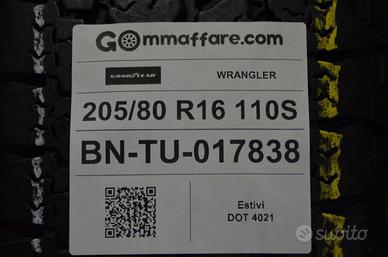 GOmmaffare.com
GOODYEAR WRANGLER
205/80 R16 110S
BN-TU-017838
Estivi
DOT 4021
subito